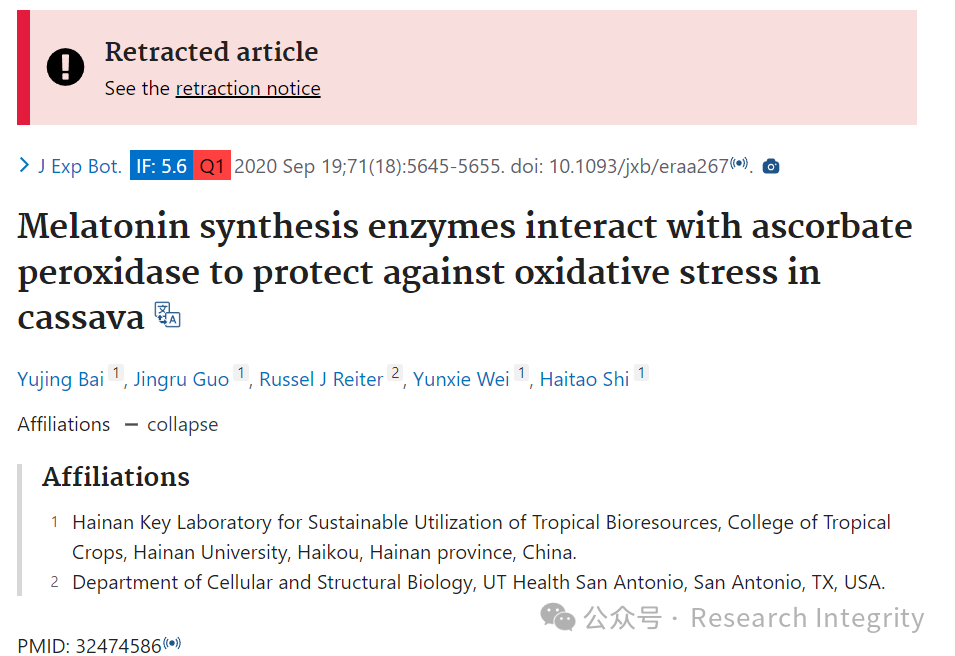 Retracted article
See the retraction notice
J Exp Bot. IF: 5.6 Q1 2020 Sep 19;71(18):5645-5655. doi: 10.1093/jxb/eraa267.
Melatonin synthesis enzymes interact with ascorbate
peroxidase to protect against oxidative stress in
cassava
Yujing Bai 1, Jingru Guo 1, Russel J Reiter 2, Yunxie Wei 1, Haitao Shi 1
Affiliations — collapse
Affiliations
1 Hainan Key Laboratory for Sustainable Utilization of Tropical Bioresources, College of Tropical
Crops, Hainan University, Haikou, Hainan province, China.
2 Department of Cellular and Structural Biology, UT Health San Antonio, San Antonio, TX, USA.
公众号 · Research Integrity
PMID: 32474586